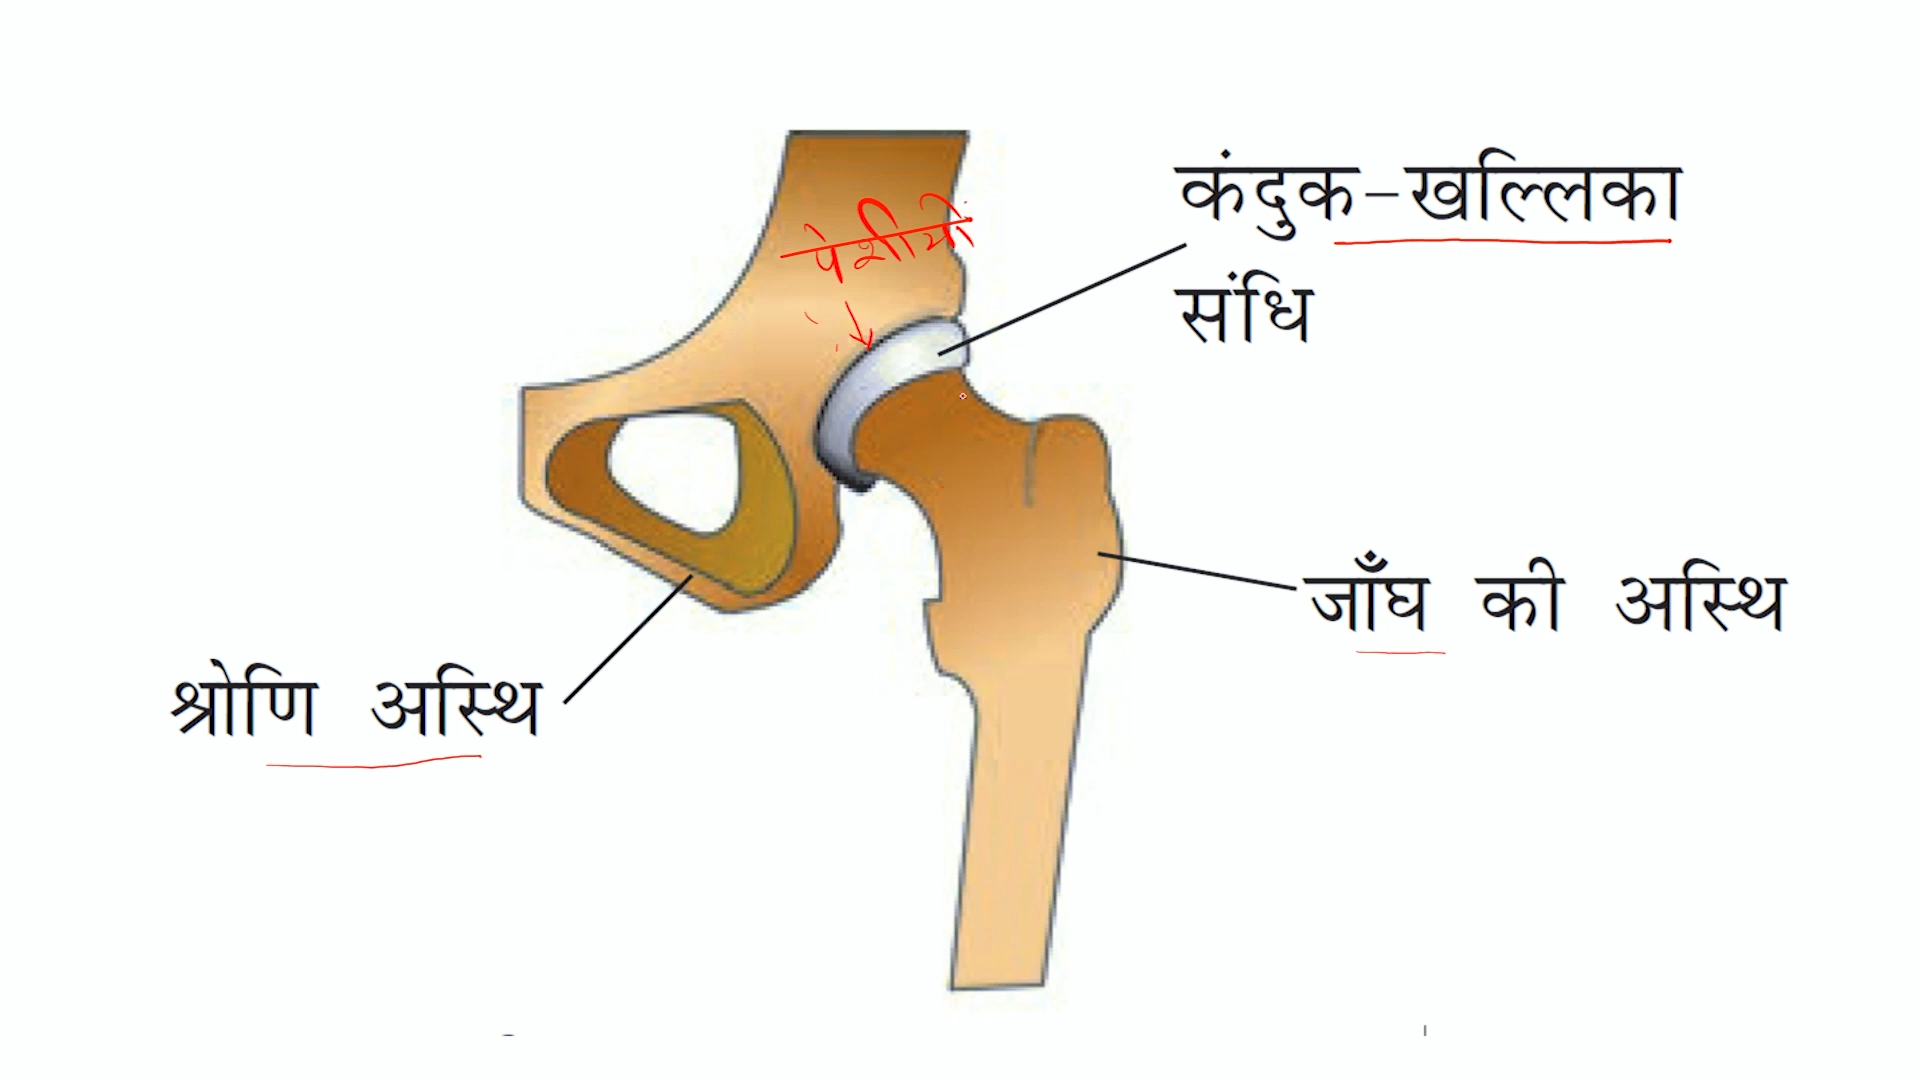 कंदुक-खल्लिका
संधि
पेशीयो
जाँघ की अस्थि
श्रोणि अस्थि